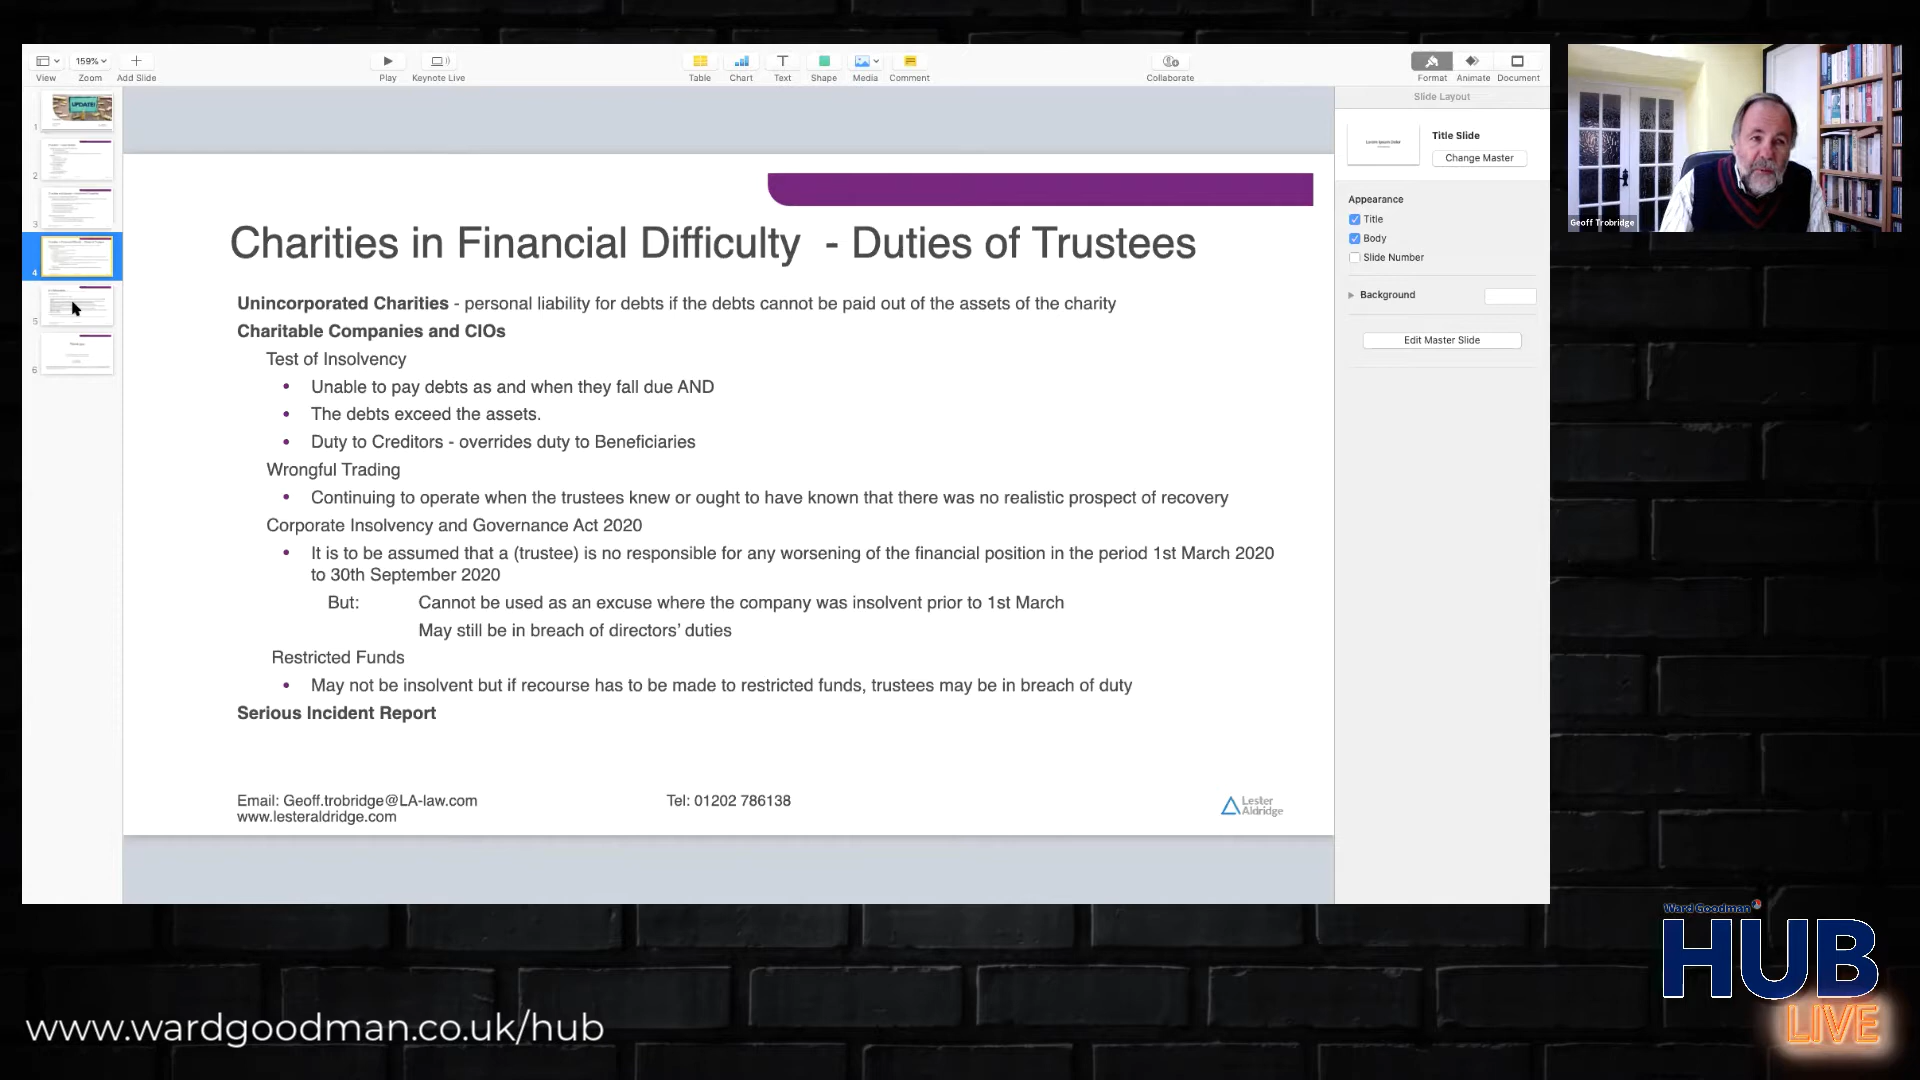 View
159%
Zoom
Add Slide
Play
Keynote Live
Table
Chart
Text
Shape
Media
Comment
Collaborate
Format
Animate
Document
1
2
3
4
5
6
UPDATE!
Charities in Financial Difficulty - Duties of Trustees
Unincorporated Charities - personal liability for debts if the debts cannot be paid out of the assets of the charity
Charitable Companies and CIOs
Test of Insolvency
• Unable to pay debts as and when they fall due AND
• The debts exceed the assets.
• Duty to Creditors - overrides duty to Beneficiaries
Wrongful Trading
• Continuing to operate when the trustees knew or ought to have known that there was no realistic prospect of recovery
Corporate Insolvency and Governance Act 2020
• It is to be assumed that a (trustee) is no responsible for any worsening of the financial position in the period 1st March 2020
to 30th September 2020
But: Cannot be used as an excuse where the company was insolvent prior to 1st March
May still be in breach of directors’ duties
Restricted Funds
• May not be insolvent but if recourse has to be made to restricted funds, trustees may be in breach of duty
Serious Incident Report
Email: Geoff.trobridge@LA-law.com
www.lesteraldridge.com
Tel: 01202 786138
Lester
Aldridge
Slide Layout
Title Slide
Change Master
Appearance
Title
Body
Slide Number
Background
Edit Master Slide
Geoff Trobridge
Ward Goodman
HUB
LIVE
www.wardgoodman.co.uk/hub